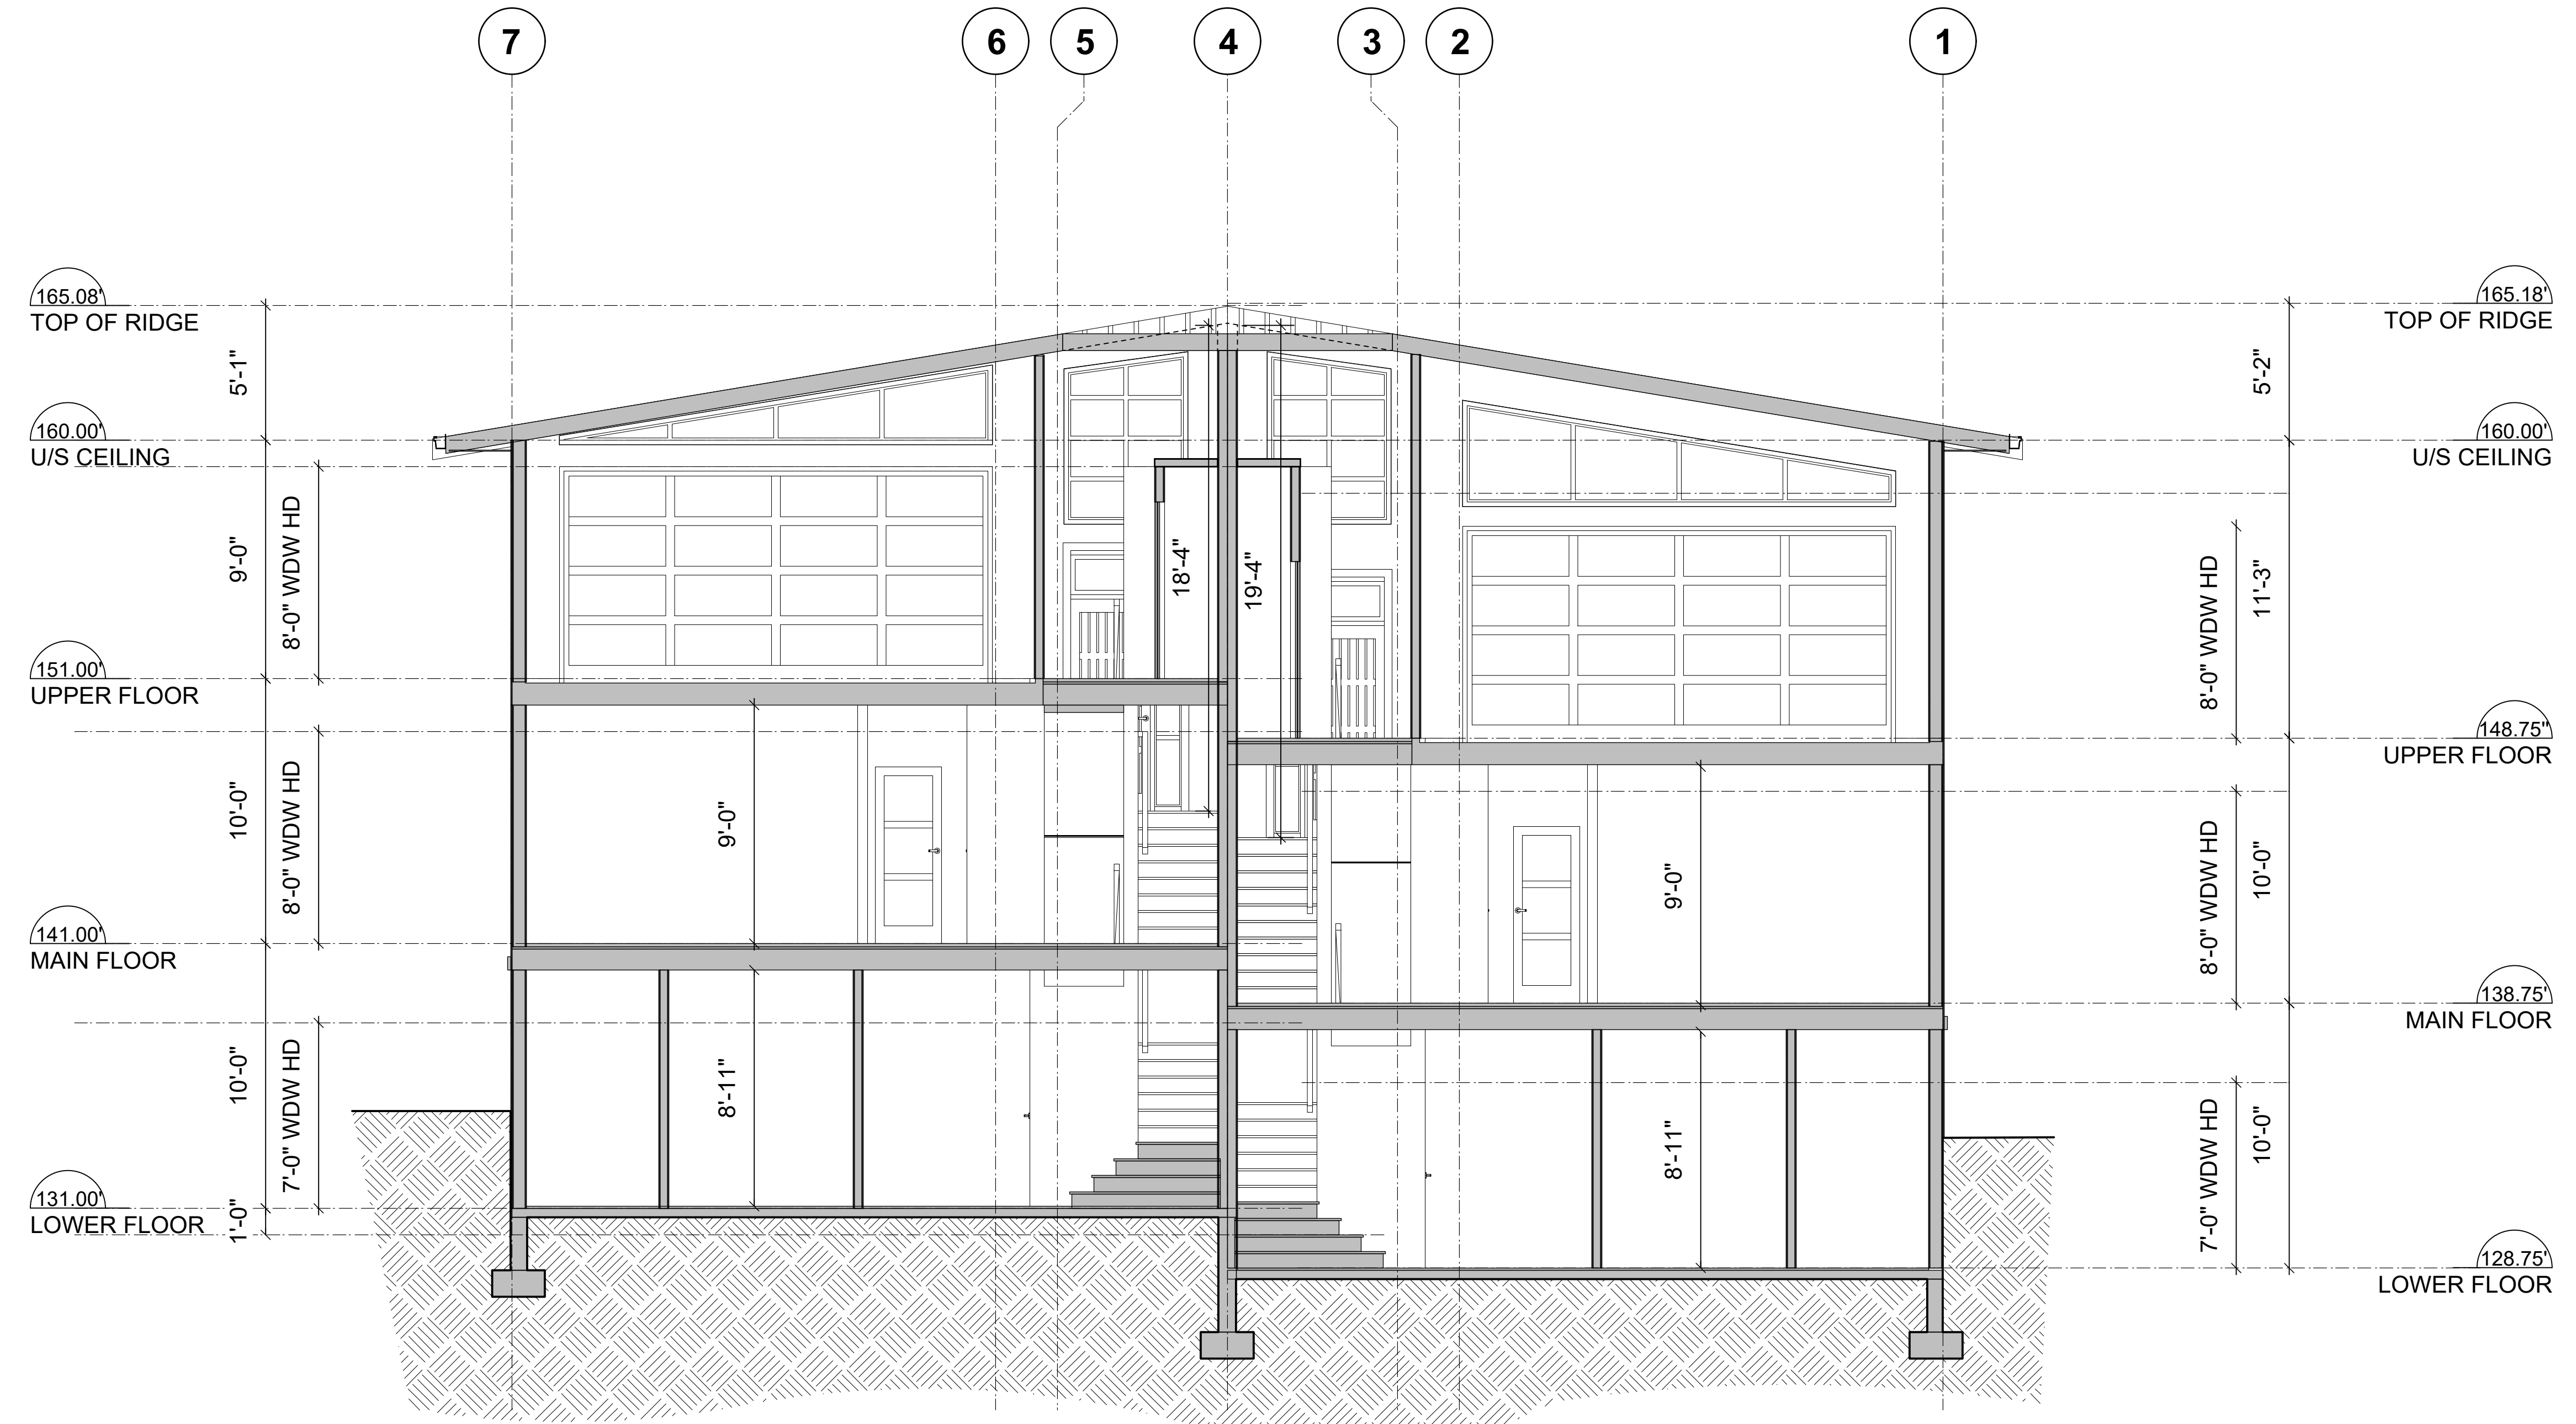 7
6
5
4
3
2
1
165.08'
TOP OF RIDGE
165.18'
TOP OF RIDGE
5'-1"
5'-2"
160.00'
U/S CEILING
160.00'
U/S CEILING
9'-0"
8'-0" WDW HD
18'-4"
19'-4"
8'-0" WDW HD
11'-3"
151.00'
UPPER FLOOR
148.75"
UPPER FLOOR
10'-0"
8'-0" WDW HD
9'-0"
9'-0"
8'-0" WDW HD
10'-0"
141.00'
MAIN FLOOR
138.75'
MAIN FLOOR
10'-0"
7'-0" WDW HD
8'-11"
8'-11"
7'-0" WDW HD
10'-0"
131.00'
LOWER FLOOR
1'-0"
128.75'
LOWER FLOOR